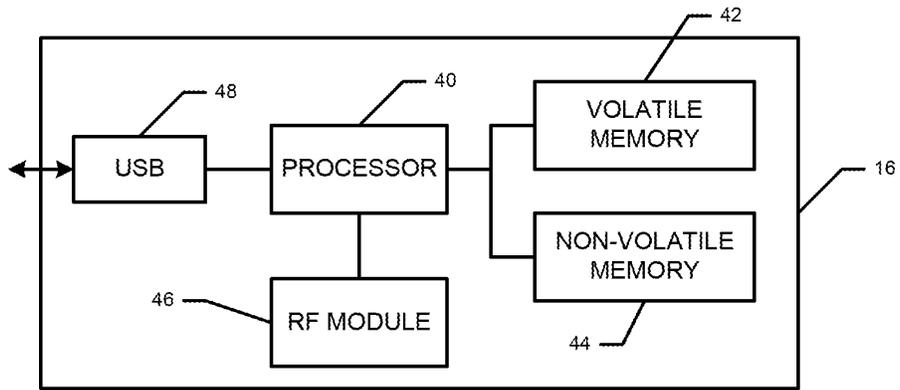 42
48
40
VOLATILE
MEMORY
USB
PROCESSOR
16
NON-VOLATILE
MEMORY
46
RF MODULE
44